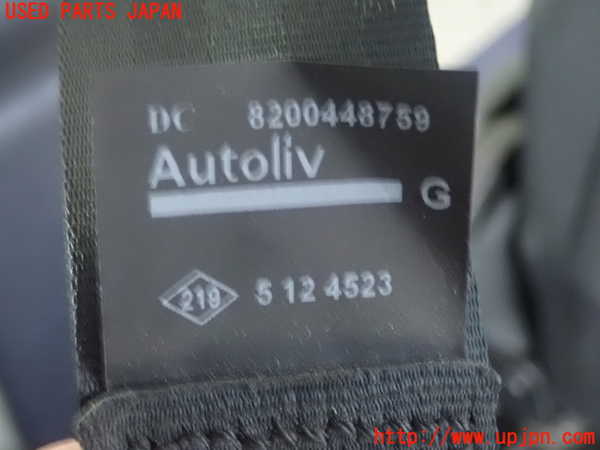 USED PARTS JAPAN
DC 8200448759
Autoliv
G
219 5 12 4523
http://www.upjpn.com/